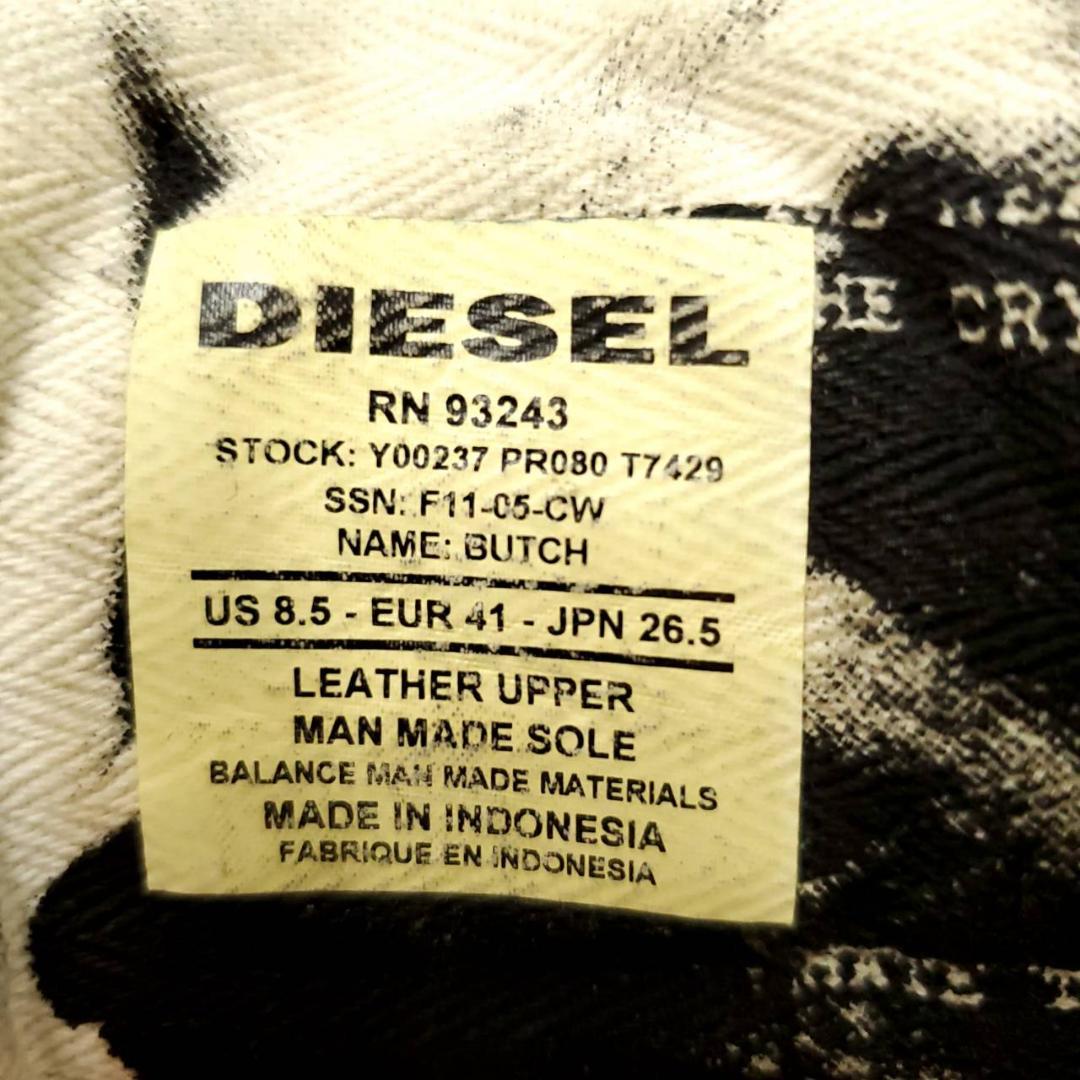 DIESEL
RN 93243
STOCK: Y00237 PR080 T7429
SSN: F11-05-CW
NAME: BUTCH
US 8.5 - EUR 41 - JPN 26.5
LEATHER UPPER
MAN MADE SOLE
BALANCE MAN MADE MATERIALS
MADE IN INDONESIA
FABRIQUE EN INDONESIA